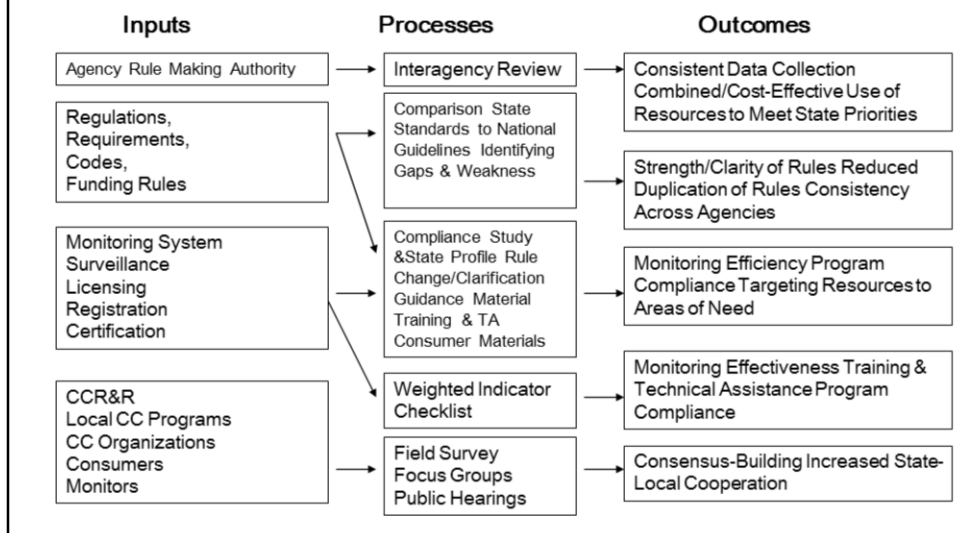 Inputs
Processes
Outcomes
Agency Rule Making Authority
Interagency Review
Consistent Data Collection
Combined/Cost-Effective Use of
Resources to Meet State Priorities
Regulations,
Requirements,
Codes,
Funding Rules
Comparison State
Standards to National
Guidelines Identifying
Gaps & Weakness
Strength/Clarity of Rules Reduced
Duplication of Rules Consistency
Across Agencies
Monitoring System
Surveillance
Licensing
Registration
Certification
Compliance Study
&State Profile Rule
Change/Clarification
Guidance Material
Training & TA
Consumer Materials
Monitoring Efficiency Program
Compliance Targeting Resources to
Areas of Need
Weighted Indicator
Checklist
Monitoring Effectiveness Training &
Technical Assistance Program
Compliance
CCR&R
Local CC Programs
CC Organizations
Consumers
Monitors
Field Survey
Focus Groups
Public Hearings
Consensus-Building Increased State-
Local Cooperation